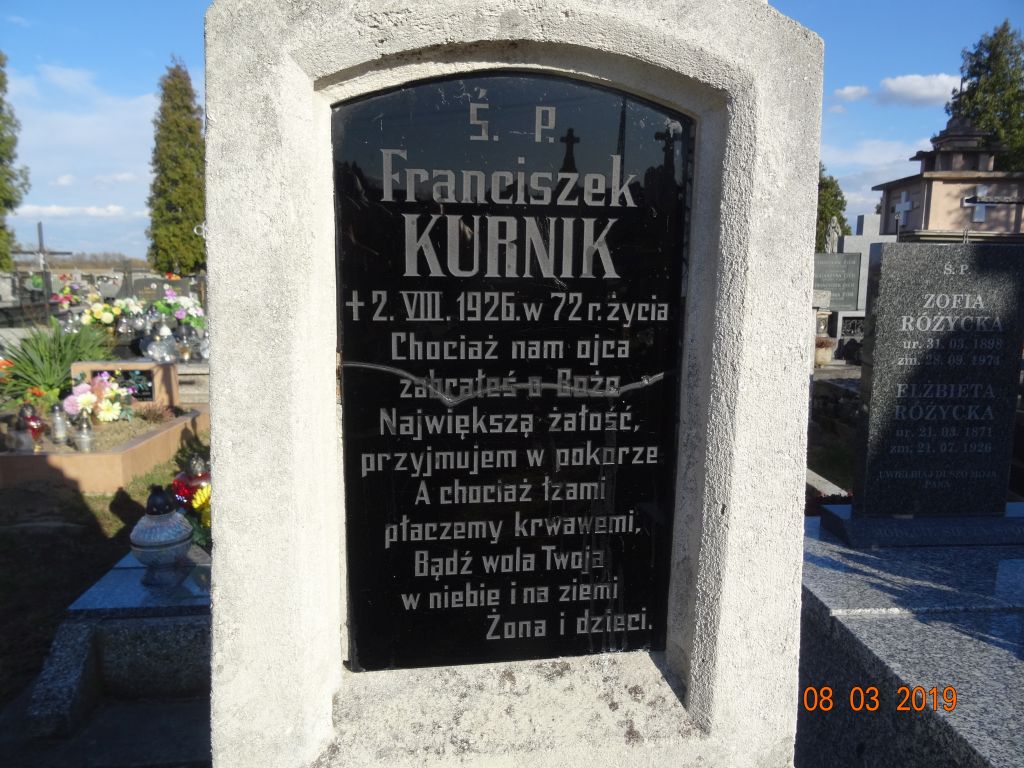 Ś. P.
Franciszek
KURNIK
+ 2. VIII. 1926. w 72 r. życia
Chociaż nam ojca
zabrałeś o Boże
Największą żałość,
przyjmujem w pokorze
A chociaż łzami
płaczemy krwawemi,
Bądź wola Twoja
w niebie i na ziemi
Żona i dzieci.
Ś. P.
ZOFIA
RÓŻYCKA
ur. 31. 03. 1898
zm. 28. 09. 1974
ELŻBIETA
RÓŻYCKA
ur. 21. 03. 1871
zm. 21. 07. 1926
UWIELBIAJ DUSZO MOJA
PANA
08 03 2019